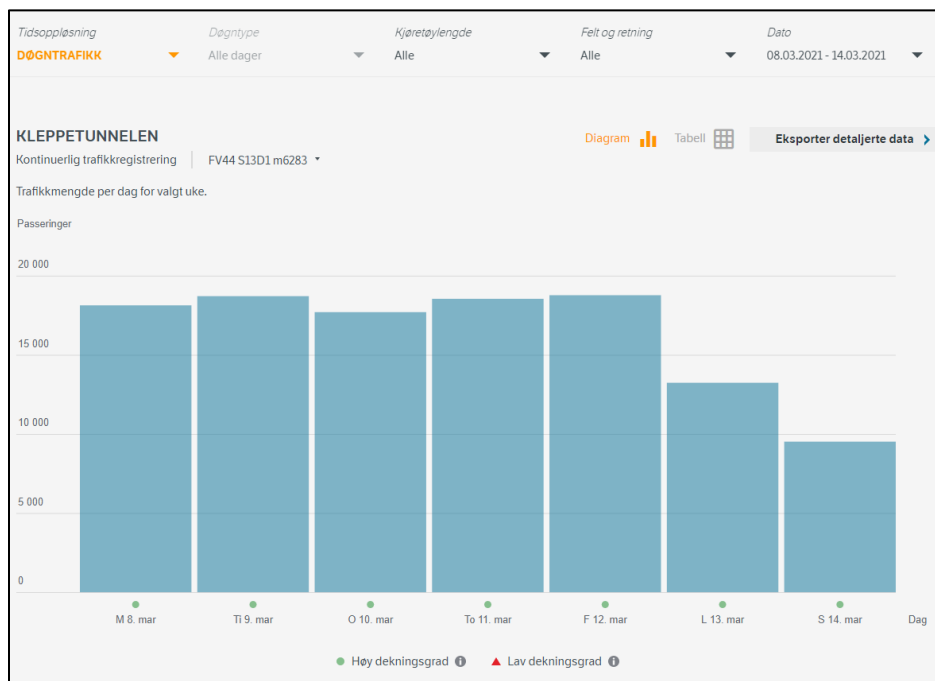 Tidsoppløsning Døgntype Kjøretøylengde Felt og retning Dato
DØGNTRAFIKK Alle dager Alle Alle 08.03.2021 - 14.03.2021
KLEPPETUNNELEN
Diagram Tabell Eksporter detaljerte data
Kontinuerlig trafikkregistrering FV44 S13D1 m6283
Trafikkmengde per dag for valgt uke.
Passeringer
20 000
15 000
10 000
5 000
0
M 8. mar Ti 9. mar O 10. mar To 11. mar F 12. mar L 13. mar S 14. mar Dag
Høy dekningsgrad Lav dekningsgrad